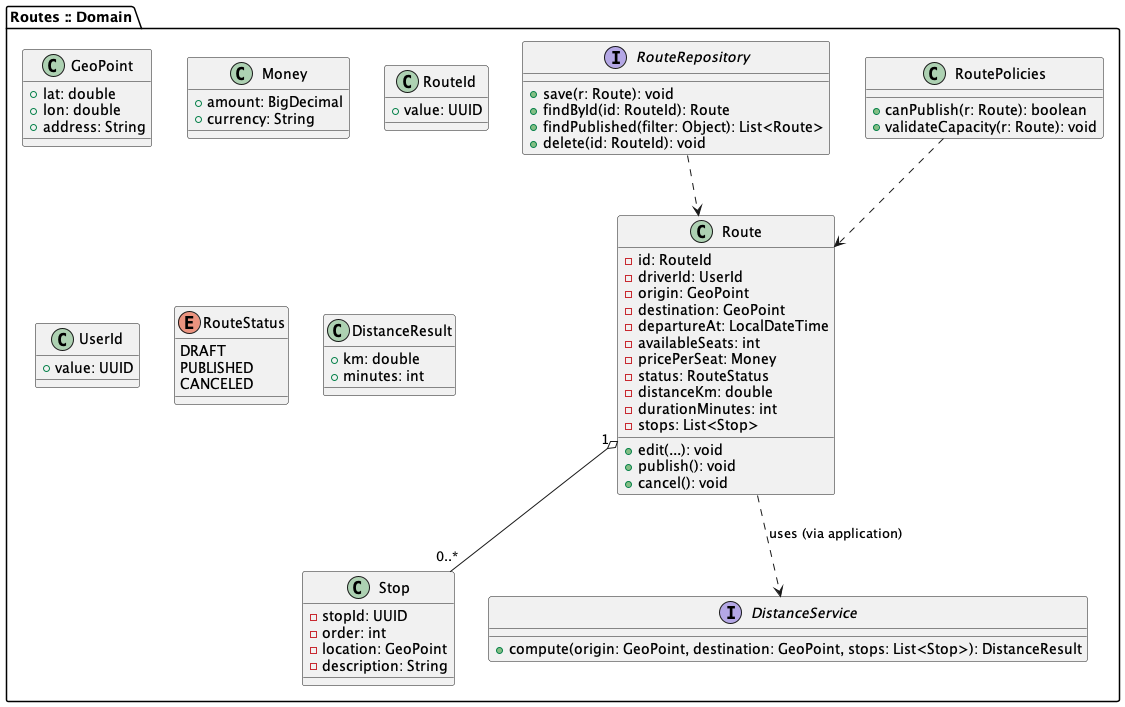 Routes :: Domain
C GeoPoint
lat: double
lon: double
address: String
C Money
amount: BigDecimal
currency: String
C RouteId
value: UUID
I RouteRepository
save(r: Route): void
findById(id: RouteId): Route
findPublished(filter: Object): List<Route>
delete(id: RouteId): void
C RoutePolicies
canPublish(r: Route): boolean
validateCapacity(r: Route): void
C Route
id: RouteId
driverId: UserId
origin: GeoPoint
destination: GeoPoint
departureAt: LocalDateTime
availableSeats: int
pricePerSeat: Money
status: RouteStatus
distanceKm: double
durationMinutes: int
stops: List<Stop>
edit(...): void
publish(): void
cancel(): void
C UserId
value: UUID
E RouteStatus
DRAFT
PUBLISHED
CANCELED
C DistanceResult
km: double
minutes: int
1
0..*
uses (via application)
C Stop
stopId: UUID
order: int
location: GeoPoint
description: String
I DistanceService
compute(origin: GeoPoint, destination: GeoPoint, stops: List<Stop>): DistanceResult